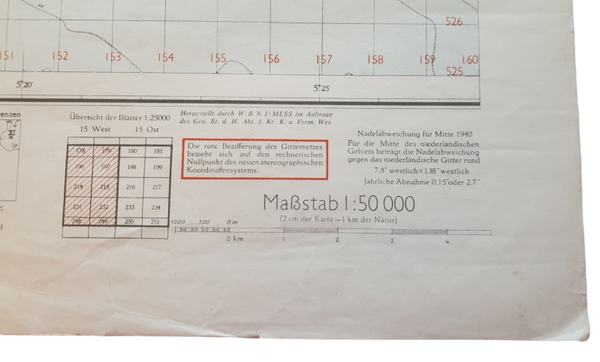 526
151 152 153 154 155 156 157 158 159 160
525
5°20'
5°25'
Übersicht der Blätter 1:25000
15 West 15 Ost
178 179 180 181
196 197 198 199
214 215 216 217
231 232 233 234
248 249 250 251
Hergestellt durch W.B.N.I/MESS im Auftrage
des Gen. St. d. H. Abt. I. Kr. K. u. Verm. Wes.
Die rote Bezifferung des Gitternetzes
bezieht sich auf den rechnerischen
Nullpunkt des neuen stereographischen
Koordinatensystems.
Nadelabweichung für Mitte 1940
Für die Mitte des niederländischen
Gebiets beträgt die Nadelabweichung
gegen das niederländische Gitter rund
7,8° westlich = 138' westlich
Jährliche Abnahme 0,15° oder 2,7'
Maßstab 1:50 000
(2 cm der Karte = 1 km der Natur)
1000 500 0 m
0 km 1 2 3 4